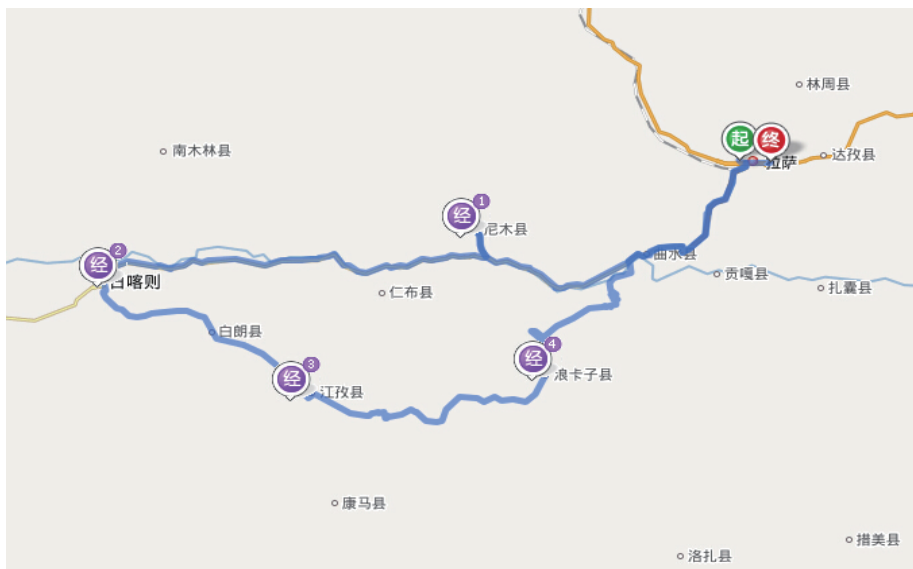 林周县
起
终
拉萨
达孜县
南木林县
1
经
尼木县
2
经
日喀则
曲水县
贡嘎县
扎囊县
仁布县
白朗县
4
经
浪卡子县
3
经
江孜县
康马县
措美县
洛扎县